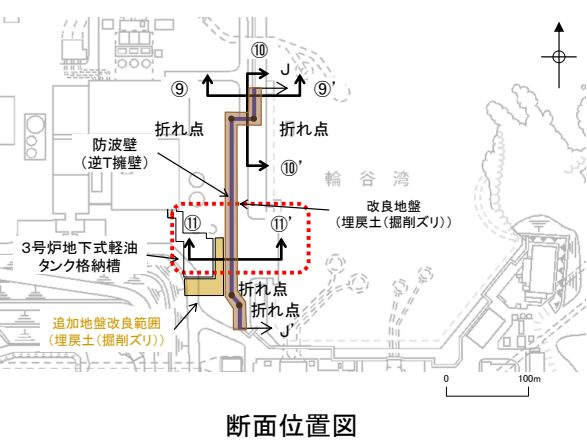 ⑩
J
⑨
⑨'
折れ点
折れ点
防波壁
(逆T擁壁)
⑩'
輪谷湾
改良地盤
(埋戻土(掘削ズリ))
⑪
⑪'
3号炉地下式軽油
タンク格納槽
折れ点
折れ点
追加地盤改良範囲
(埋戻土(掘削ズリ))
J'
0
100m
断面位置図